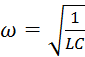 ω = √(1/LC)